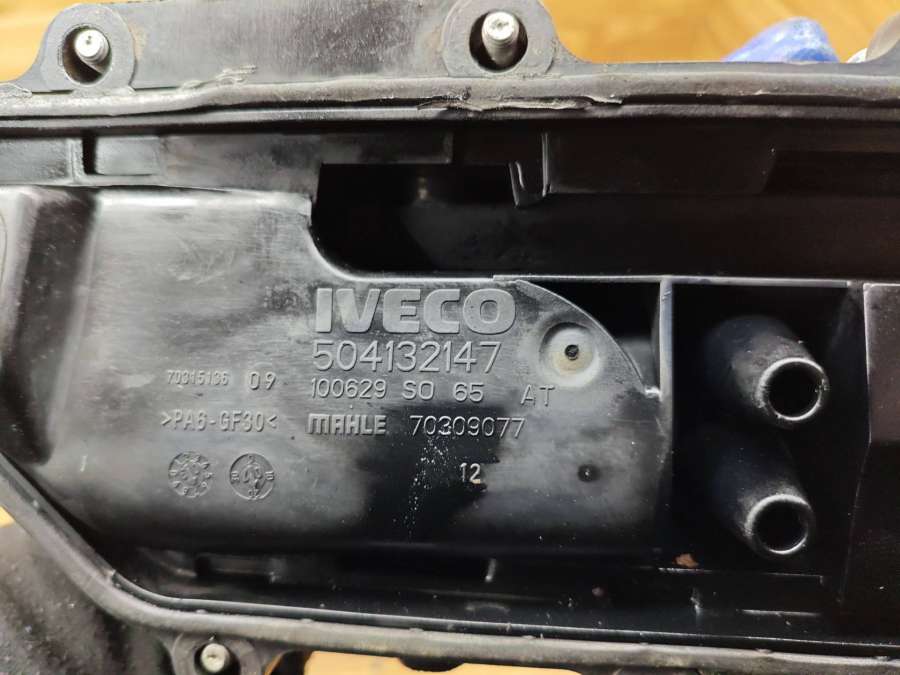 IVECO
504132147
70315136 09
100629 SO 65 AT
>PA6-GF30<
MAHLE 70309077
12